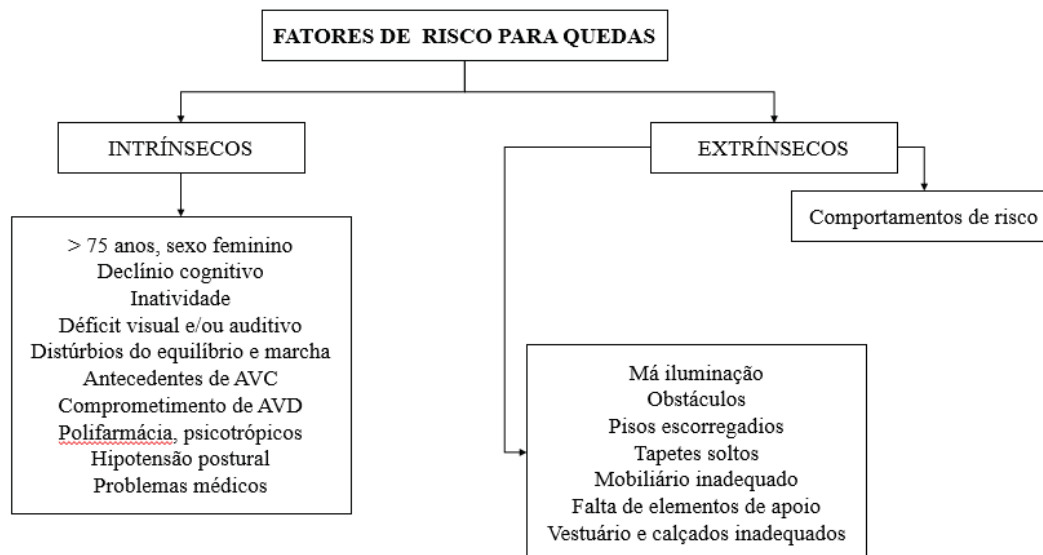 FATORES DE RISCO PARA QUEDAS
INTRÍNSECOS
EXTRÍNSECOS
Comportamentos de risco
> 75 anos, sexo feminino
Declínio cognitivo
Inatividade
Déficit visual e/ou auditivo
Distúrbios do equilíbrio e marcha
Antecedentes de AVC
Comprometimento de AVD
Polifarmácia, psicotrópicos
Hipotensão postural
Problemas médicos
Má iluminação
Obstáculos
Pisos escorregadios
Tapetes soltos
Mobiliário inadequado
Falta de elementos de apoio
Vestuário e calçados inadequados